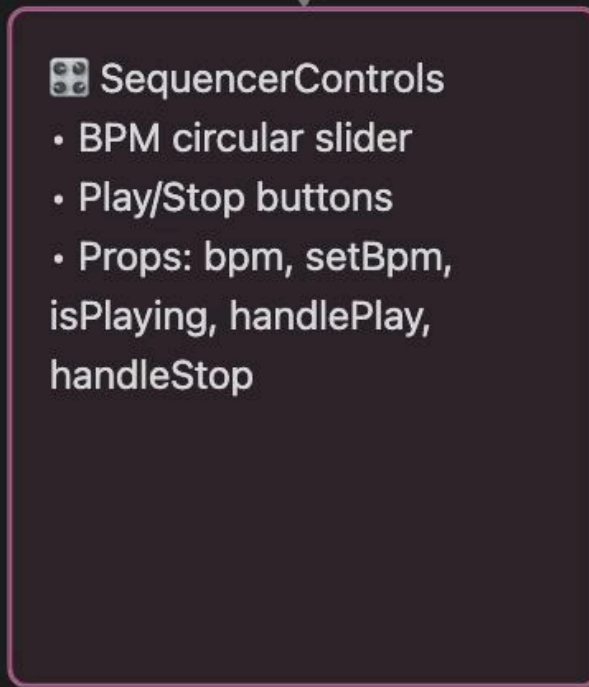 🎛️ SequencerControls
• BPM circular slider
• Play/Stop buttons
• Props: bpm, setBpm,
isPlaying, handlePlay,
handleStop